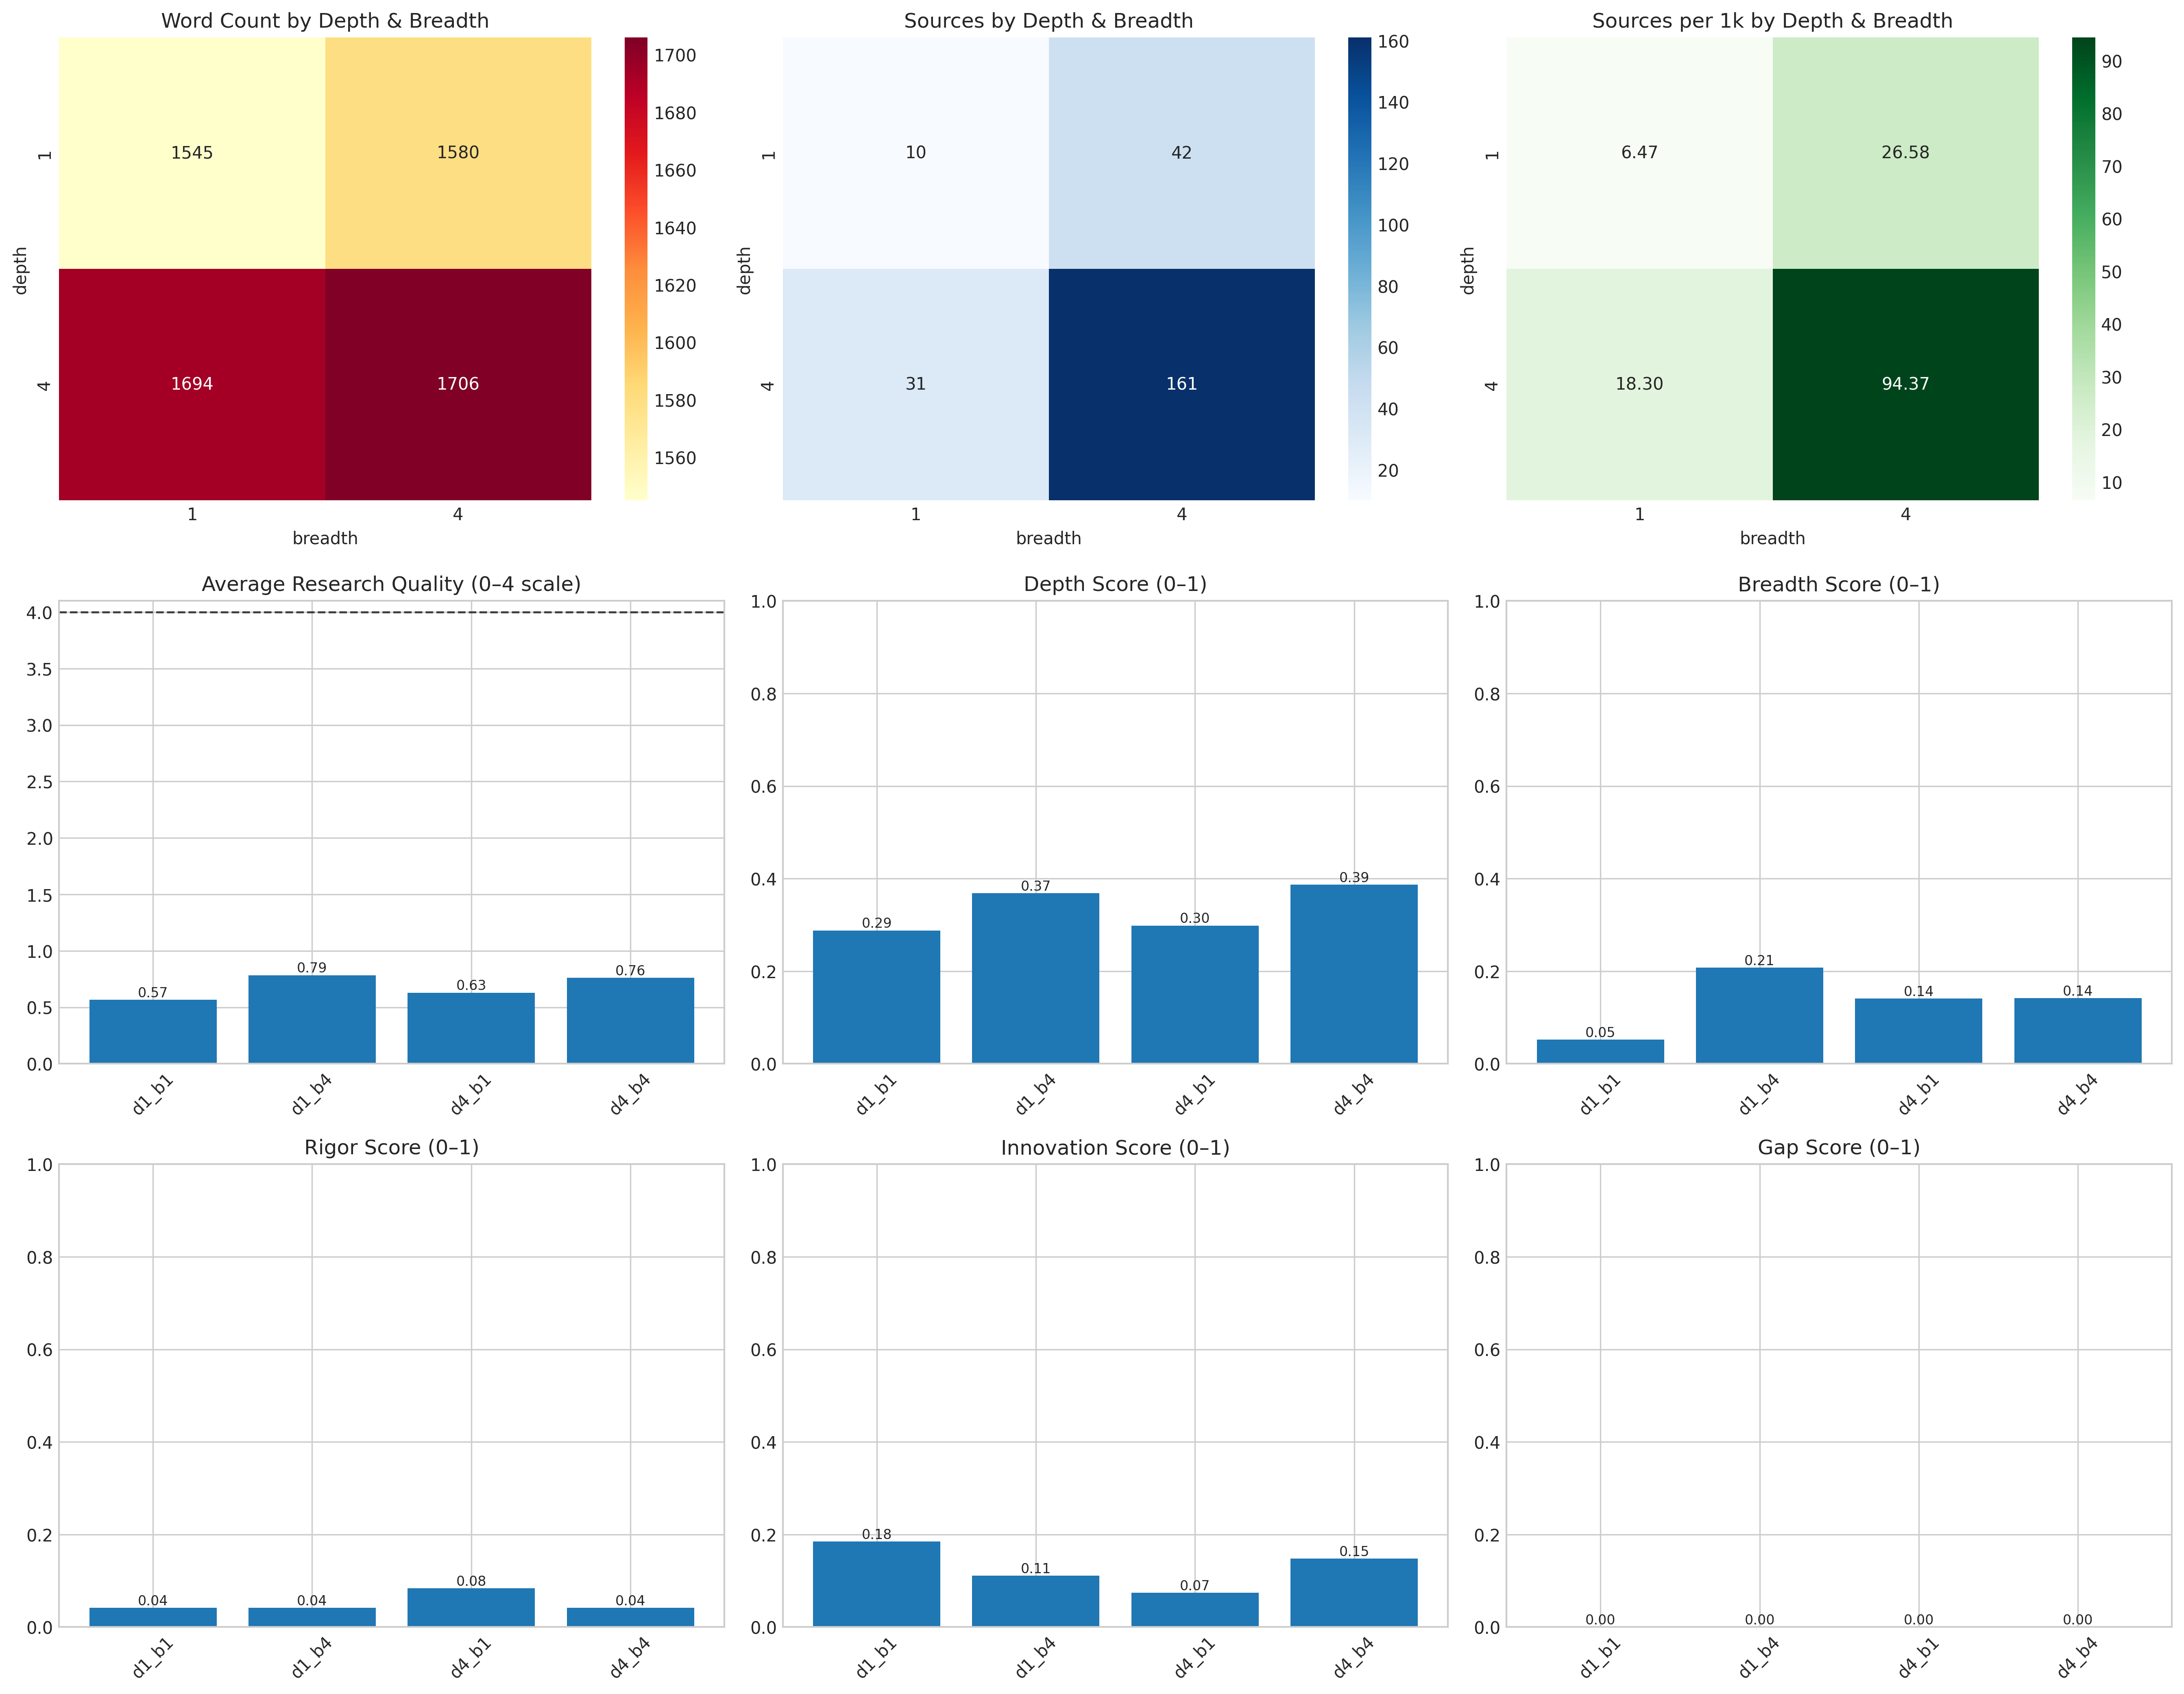 Word Count by Depth & Breadth
1545
1580
1694
1706
1
4
depth
1
4
breadth
1700
1680
1660
1640
1620
1600
1580
1560
Sources by Depth & Breadth
10
42
31
161
1
4
depth
1
4
breadth
160
140
120
100
80
60
40
20
Sources per 1k by Depth & Breadth
6.47
26.58
18.30
94.37
1
4
depth
1
4
breadth
90
80
70
60
50
40
30
20
10
Average Research Quality (0–4 scale)
4.0
3.5
3.0
2.5
2.0
1.5
1.0
0.5
0.0
0.57
0.79
0.63
0.76
d1_b1
d1_b4
d4_b1
d4_b4
Depth Score (0–1)
1.0
0.8
0.6
0.4
0.2
0.0
0.29
0.37
0.30
0.39
d1_b1
d1_b4
d4_b1
d4_b4
Breadth Score (0–1)
1.0
0.8
0.6
0.4
0.2
0.0
0.05
0.21
0.14
0.14
d1_b1
d1_b4
d4_b1
d4_b4
Rigor Score (0–1)
1.0
0.8
0.6
0.4
0.2
0.0
0.04
0.04
0.08
0.04
d1_b1
d1_b4
d4_b1
d4_b4
Innovation Score (0–1)
1.0
0.8
0.6
0.4
0.2
0.0
0.18
0.11
0.07
0.15
d1_b1
d1_b4
d4_b1
d4_b4
Gap Score (0–1)
1.0
0.8
0.6
0.4
0.2
0.0
0.00
0.00
0.00
0.00
d1_b1
d1_b4
d4_b1
d4_b4